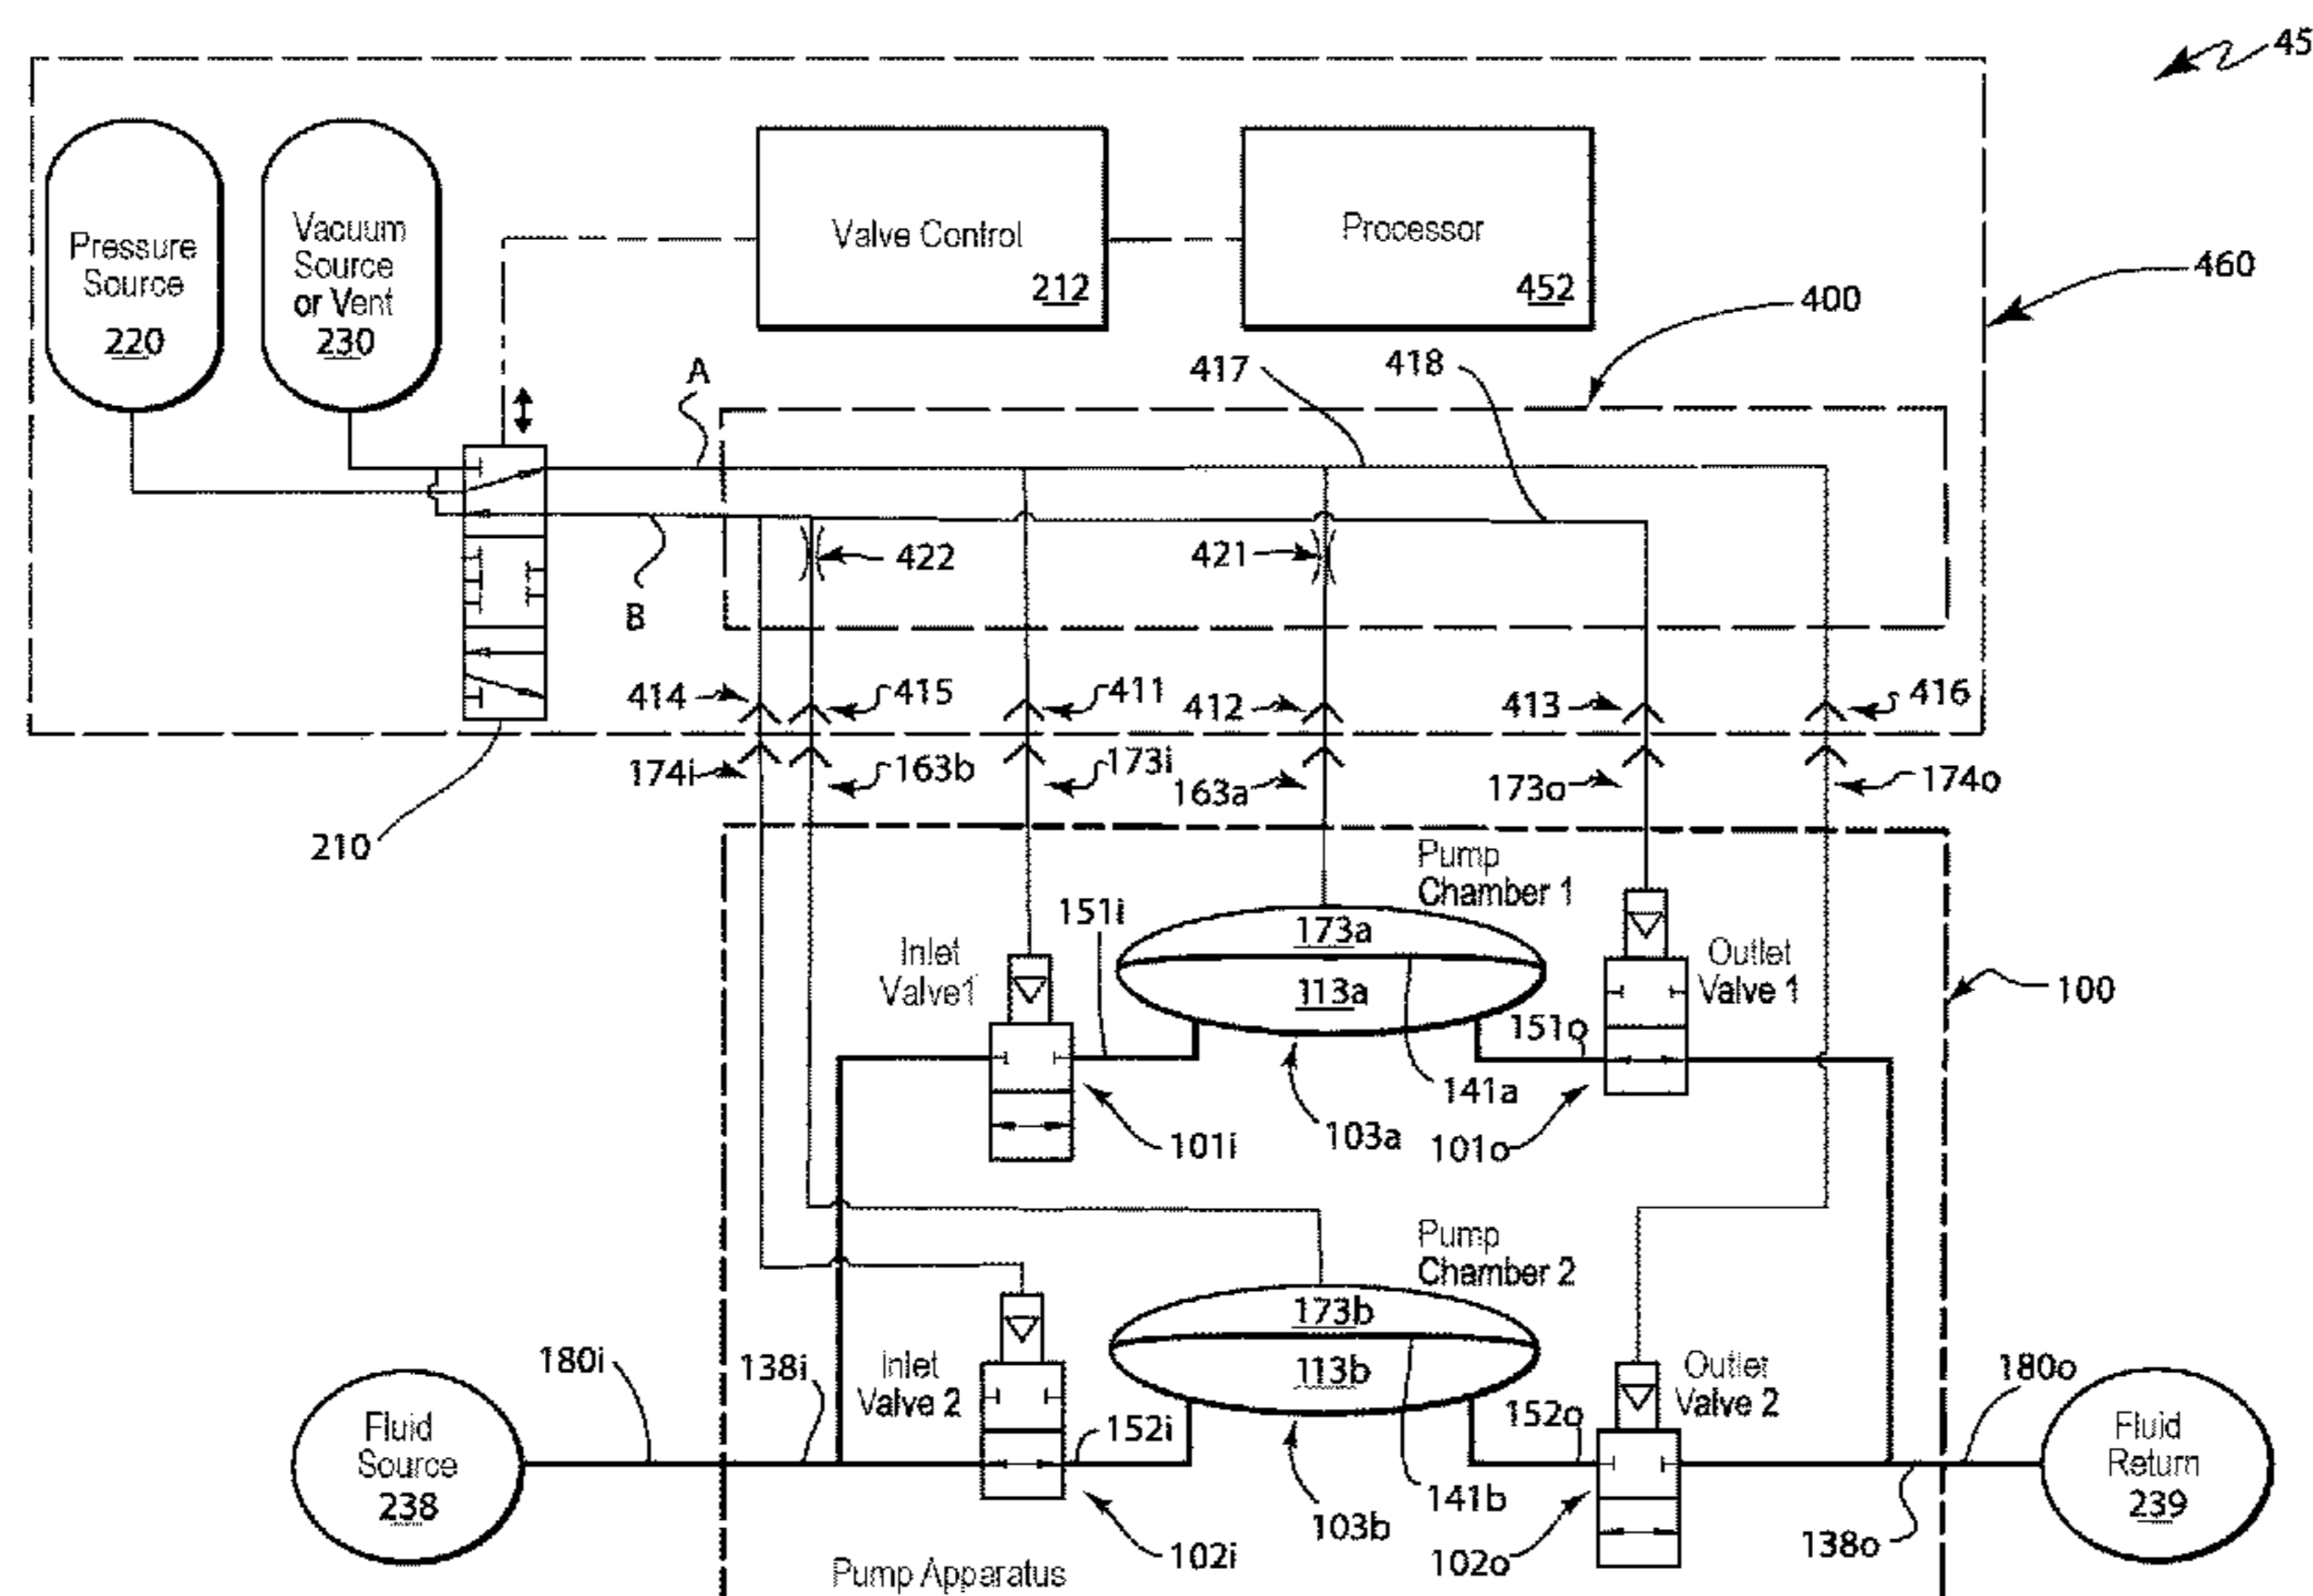 45
Pressure
Source
220
Vacuum
Source
or Vent
230
Valve Control
212
Processor
452
460
400
A
417
418
422
421
B
414
415
411
412
413
416
174i
163b
173i
163a
173o
174o
210
Pump
Chamber 1
151i
173a
Inlet
Valve1
Outlet
Valve 1
113a
151o
100
141a
101i
103a
101o
Pump
Chamber 2
173b
180i
138i
Inlet
Valve 2
113b
Outlet
Valve 2
180o
Fluid
Source
238
152i
152o
Fluid
Return
239
141b
103b
102i
102o
138o
Pump Apparatus